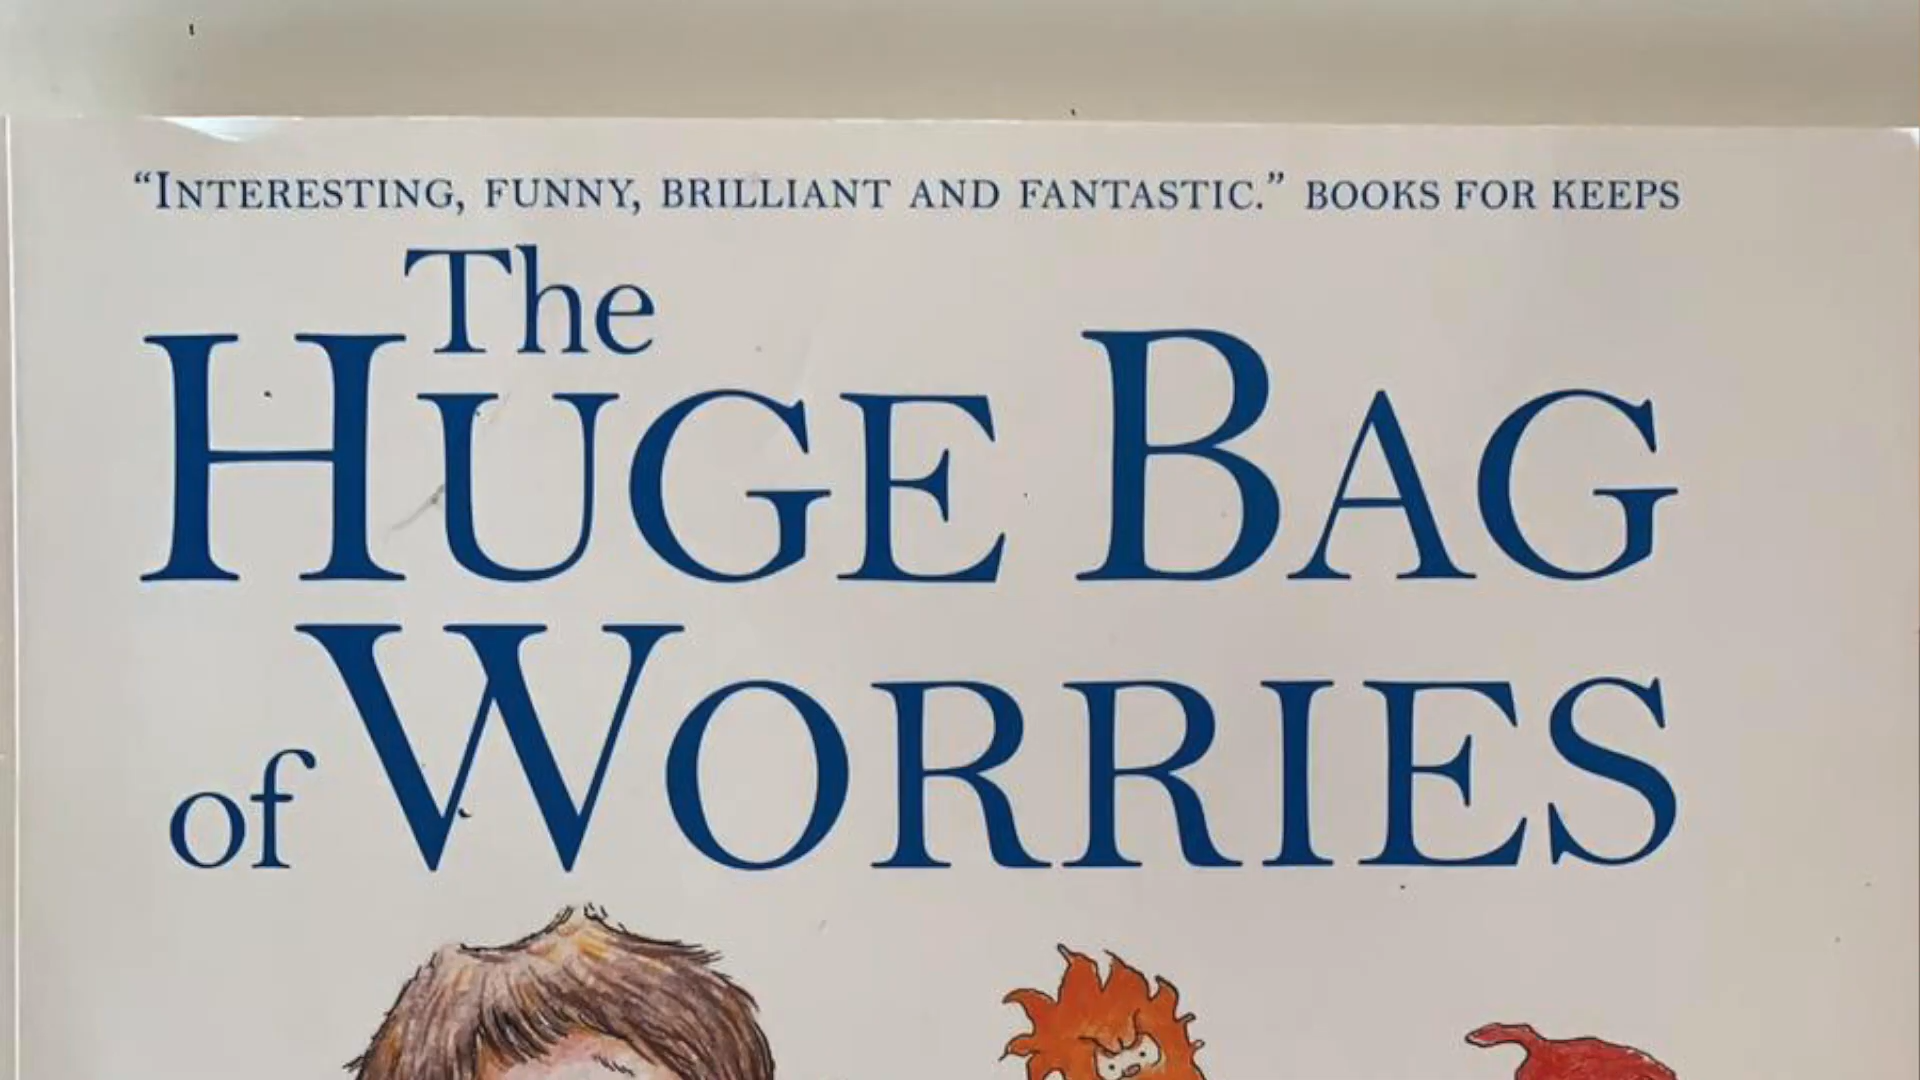 “INTERESTING, FUNNY, BRILLIANT AND FANTASTIC.” BOOKS FOR KEEPS
The
HUGE BAG
of WORRIES